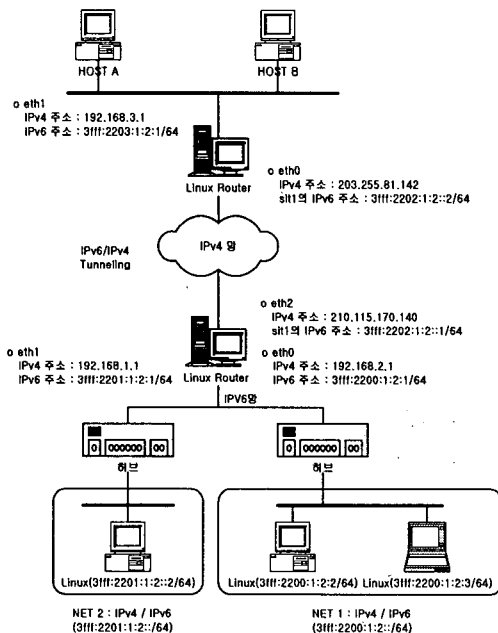 HOST A
HOST B
o eth1
IPv4 주소 : 192.168.3.1
IPv6 주소 : 3fff:2203:1:2:1/64
Linux Router
o eth0
IPv4 주소 : 203.255.81.142
sit1의 IPv6 주소 : 3fff:2202:1:2::2/64
IPv6/IPv4
Tunneling
IPv4 망
o eth2
IPv4 주소 : 210.115.170.140
sit1의 IPv6 주소 : 3fff:2202:1:2::1/64
o eth1
IPv4 주소 : 192.168.1.1
IPv6 주소 : 3fff:2201:1:2:1/64
Linux Router
o eth0
IPv4 주소 : 192.168.2.1
IPv6 주소 : 3fff:2200:1:2:1/64
IPV6망
0 000000 00
0 000000 00
허브
허브
Linux(3fff:2201:1:2::2/64)
Linux(3fff:2200:1:2:2/64)
Linux(3fff:2200:1:2:3/64)
NET 2 : IPv4 / IPv6
(3fff:2201:1:2::/64)
NET 1 : IPv4 / IPv6
(3fff:2200:1:2::/64)